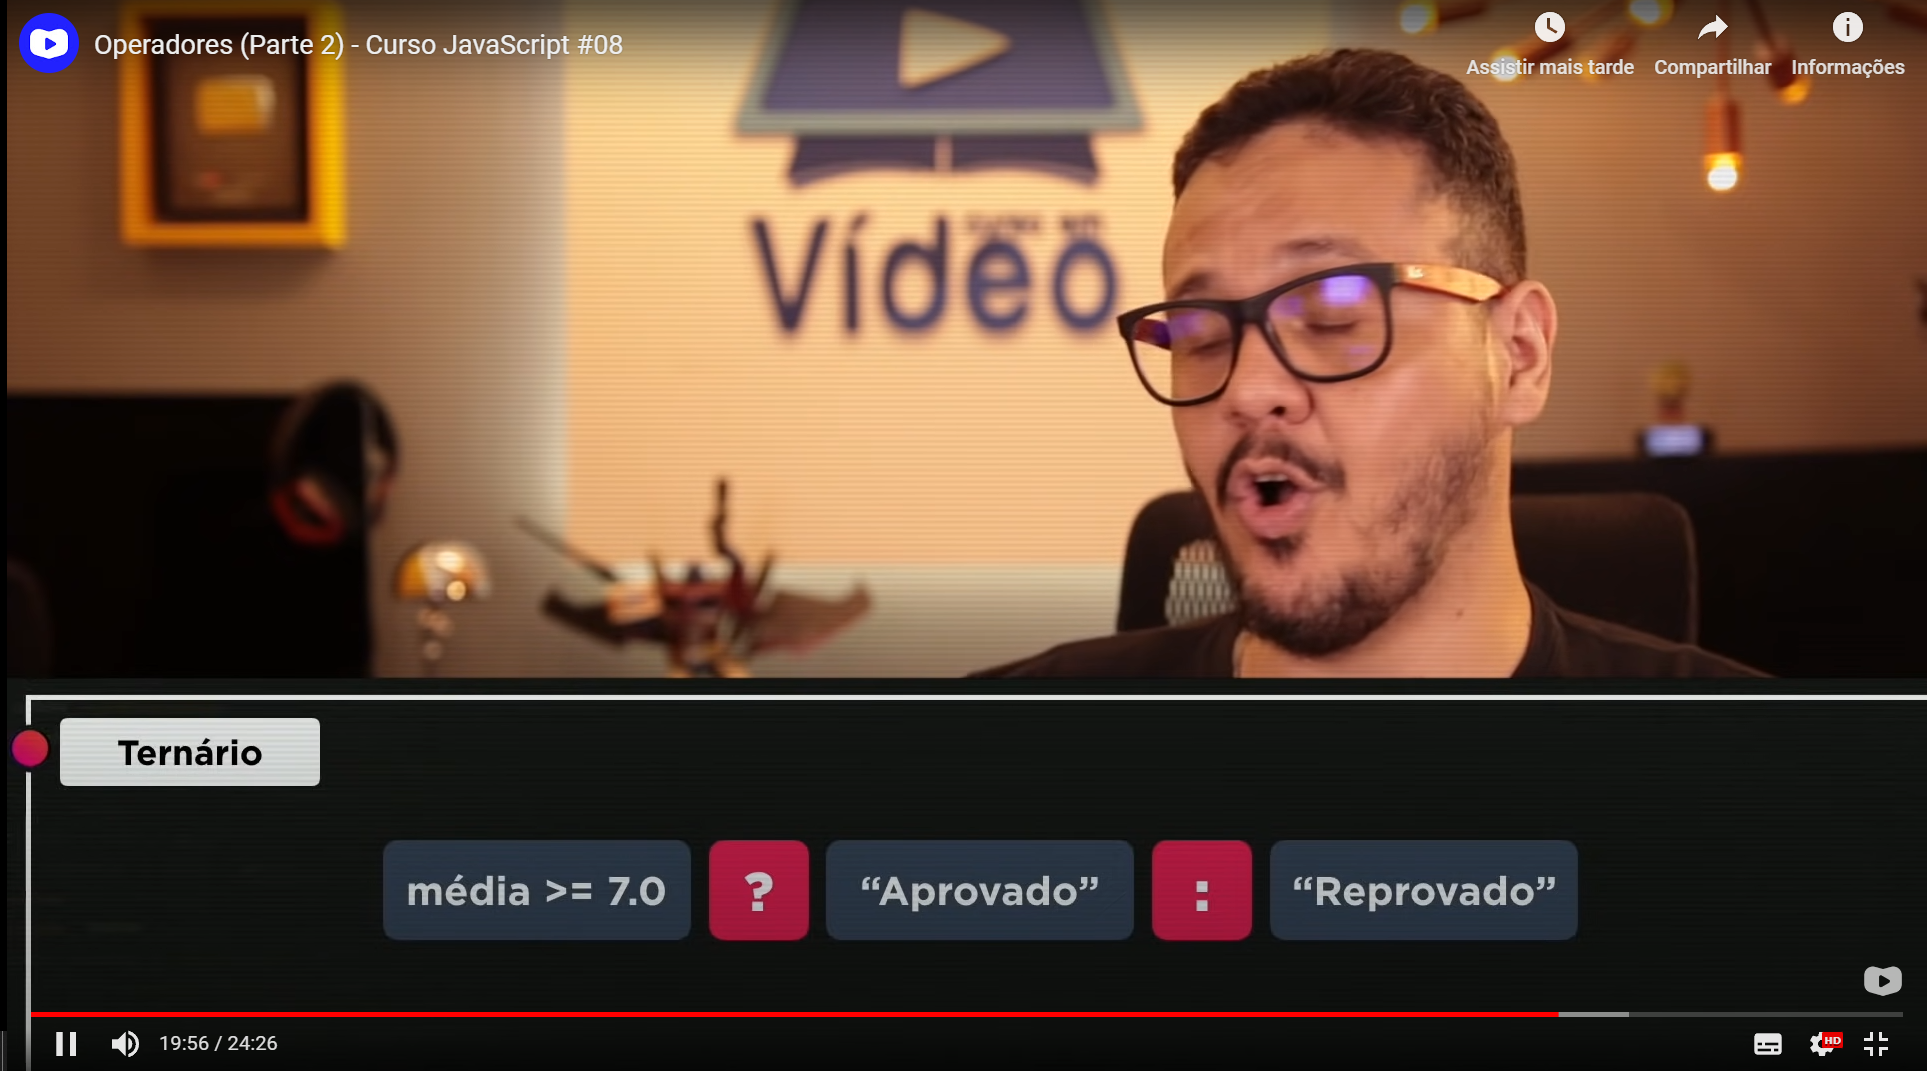 Operadores (Parte 2) - Curso JavaScript #08
Assistir mais tarde
Compartilhar
Informações
Vídeo
Ternário
média >= 7.0 ? “Aprovado” : “Reprovado”
19:56 / 24:26
HD